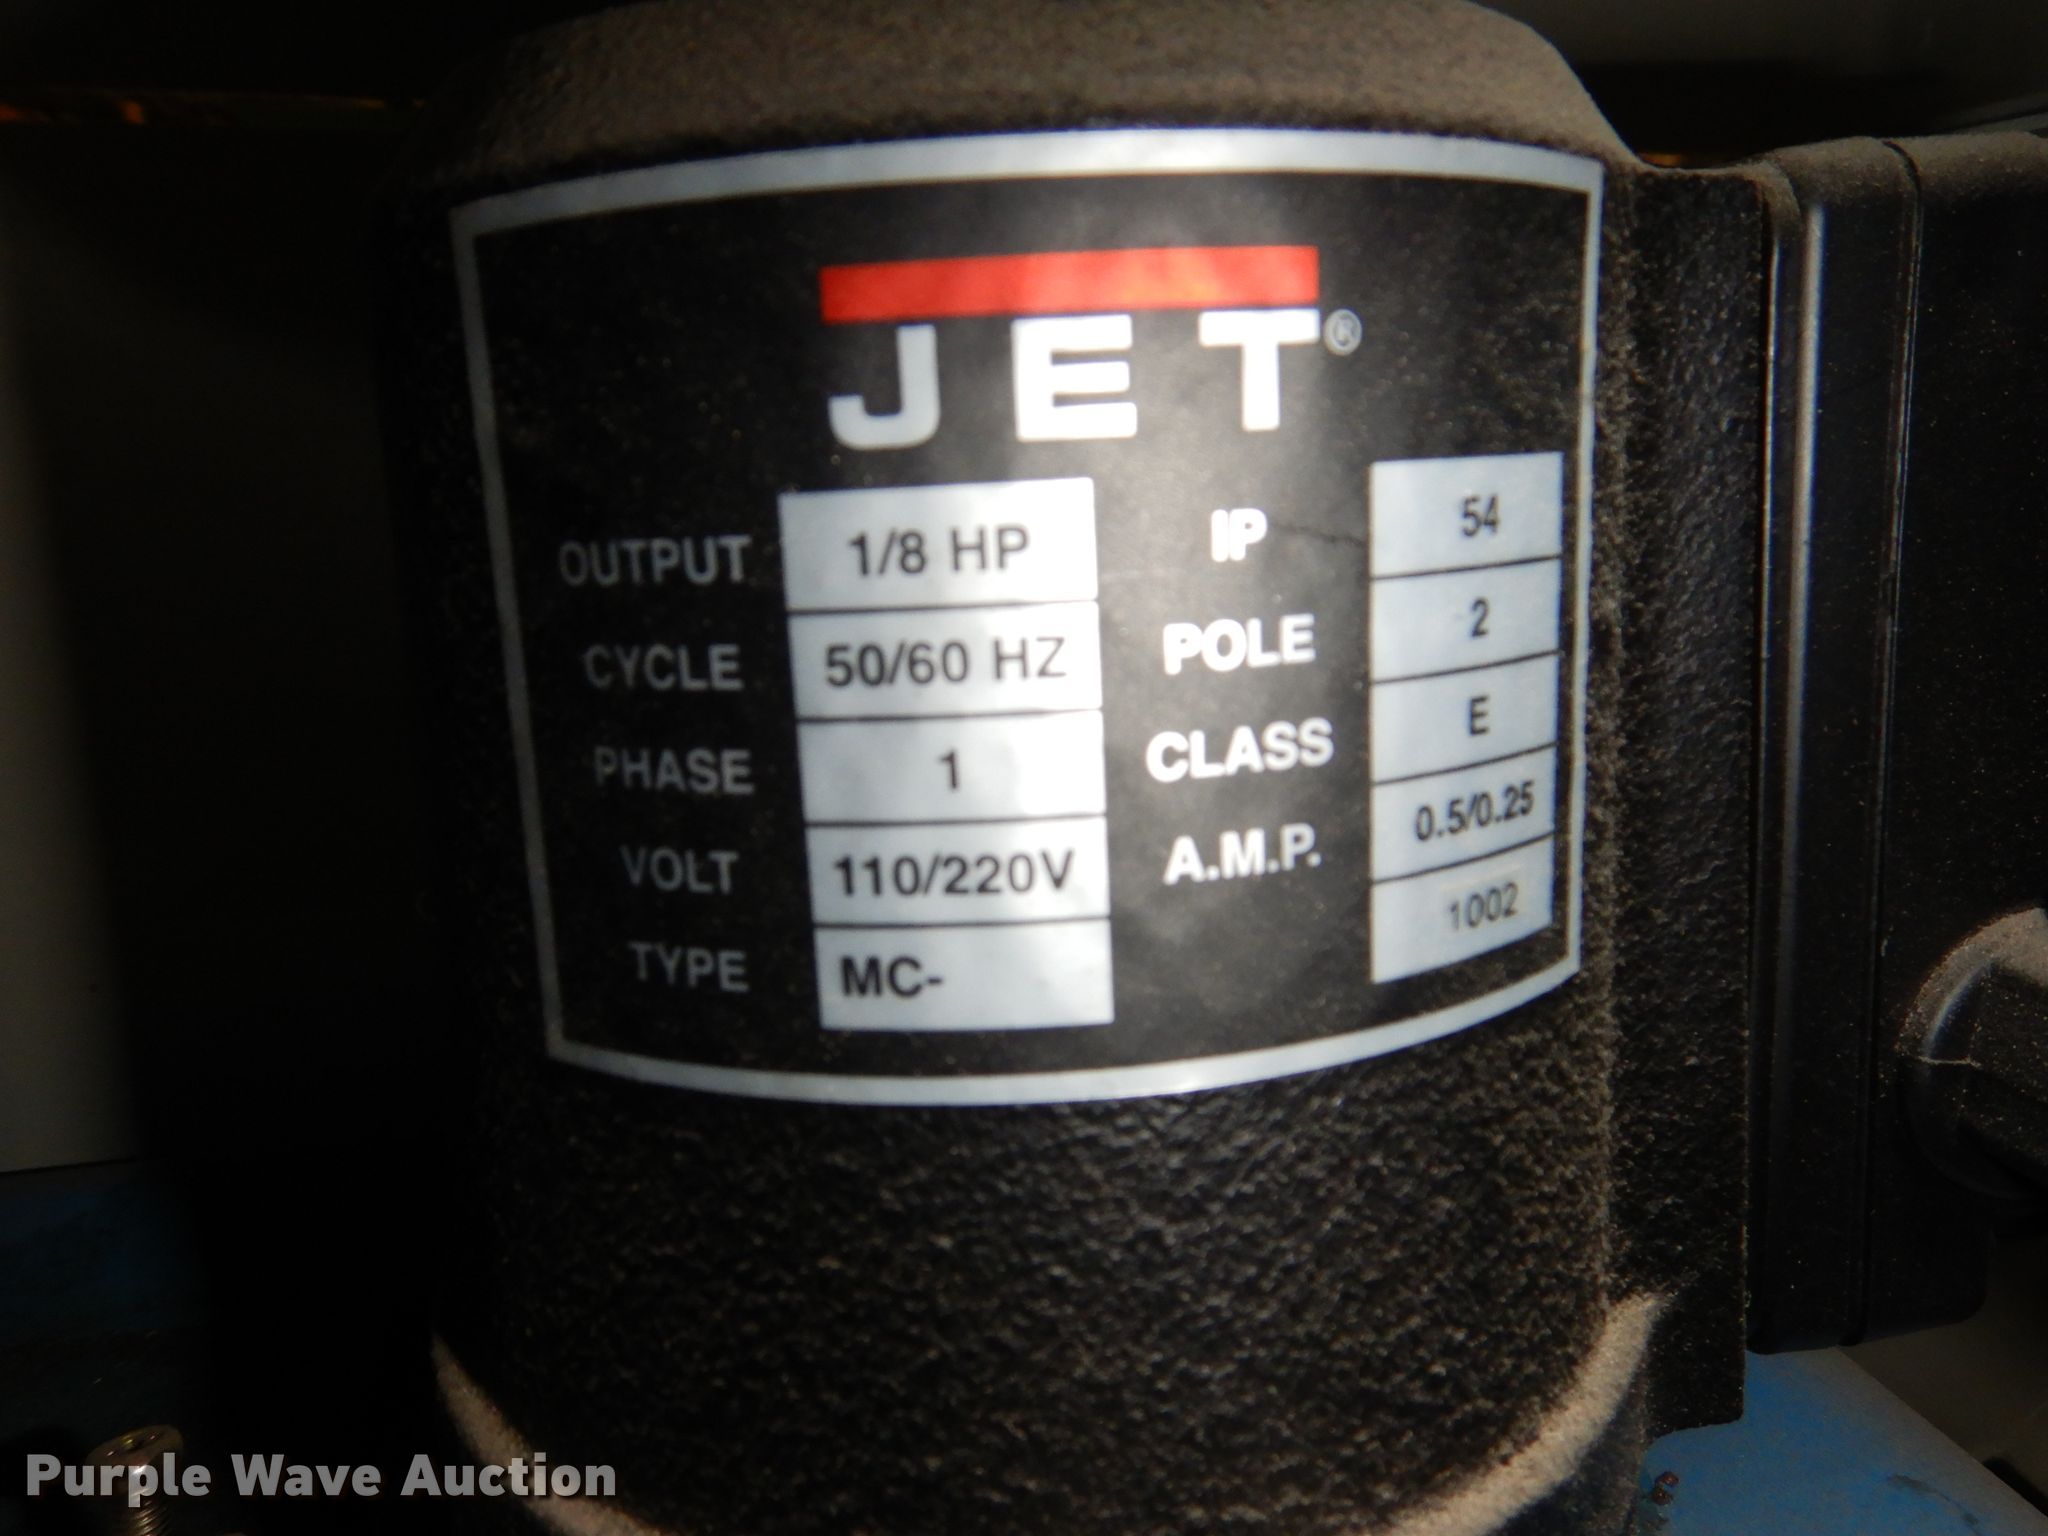 JET®
OUTPUT 1/8 HP IP 54
CYCLE 50/60 HZ POLE 2
PHASE 1 CLASS E
VOLT 110/220V A.M.P. 0.5/0.25
TYPE MC- 1002
Purple Wave Auction